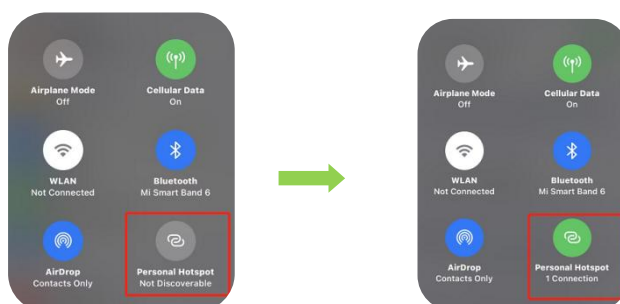 Airplane Mode
Off
Cellular Data
On
WLAN
Not Connected
Bluetooth
Mi Smart Band 6
AirDrop
Contacts Only
Personal Hotspot
Not Discoverable
Airplane Mode
Off
Cellular Data
On
WLAN
Not Connected
Bluetooth
Mi Smart Band 6
AirDrop
Contacts Only
Personal Hotspot
1 Connection